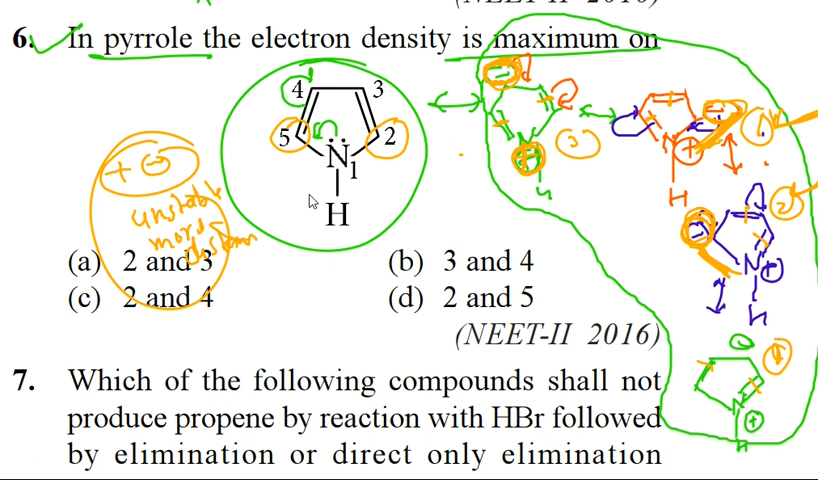 6. In pyrrole the electron density is maximum on
4 3
5 2
N̈ 1
H
+ ⊖
unstable
more
(a) 2 and 3 (b) 3 and 4
(c) 2 and 4 (d) 2 and 5
(NEET-II 2016)
7. Which of the following compounds shall not
produce propene by reaction with HBr followed
by elimination or direct only elimination